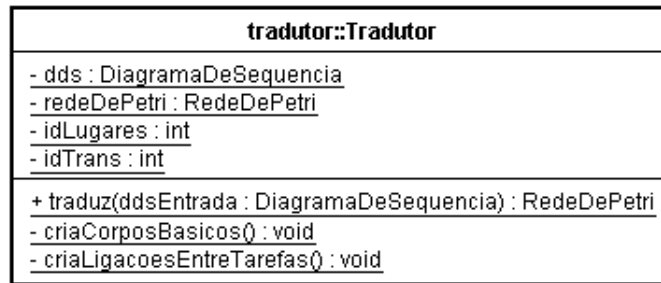 tradutor::Tradutor
- dds : DiagramaDeSequencia
- redeDePetri : RedeDePetri
- idLugares : int
- idTrans : int
+ traduz(ddsEntrada : DiagramaDeSequencia) : RedeDePetri
- criaCorposBasicos() : void
- criaLigacoesEntreTarefas() : void